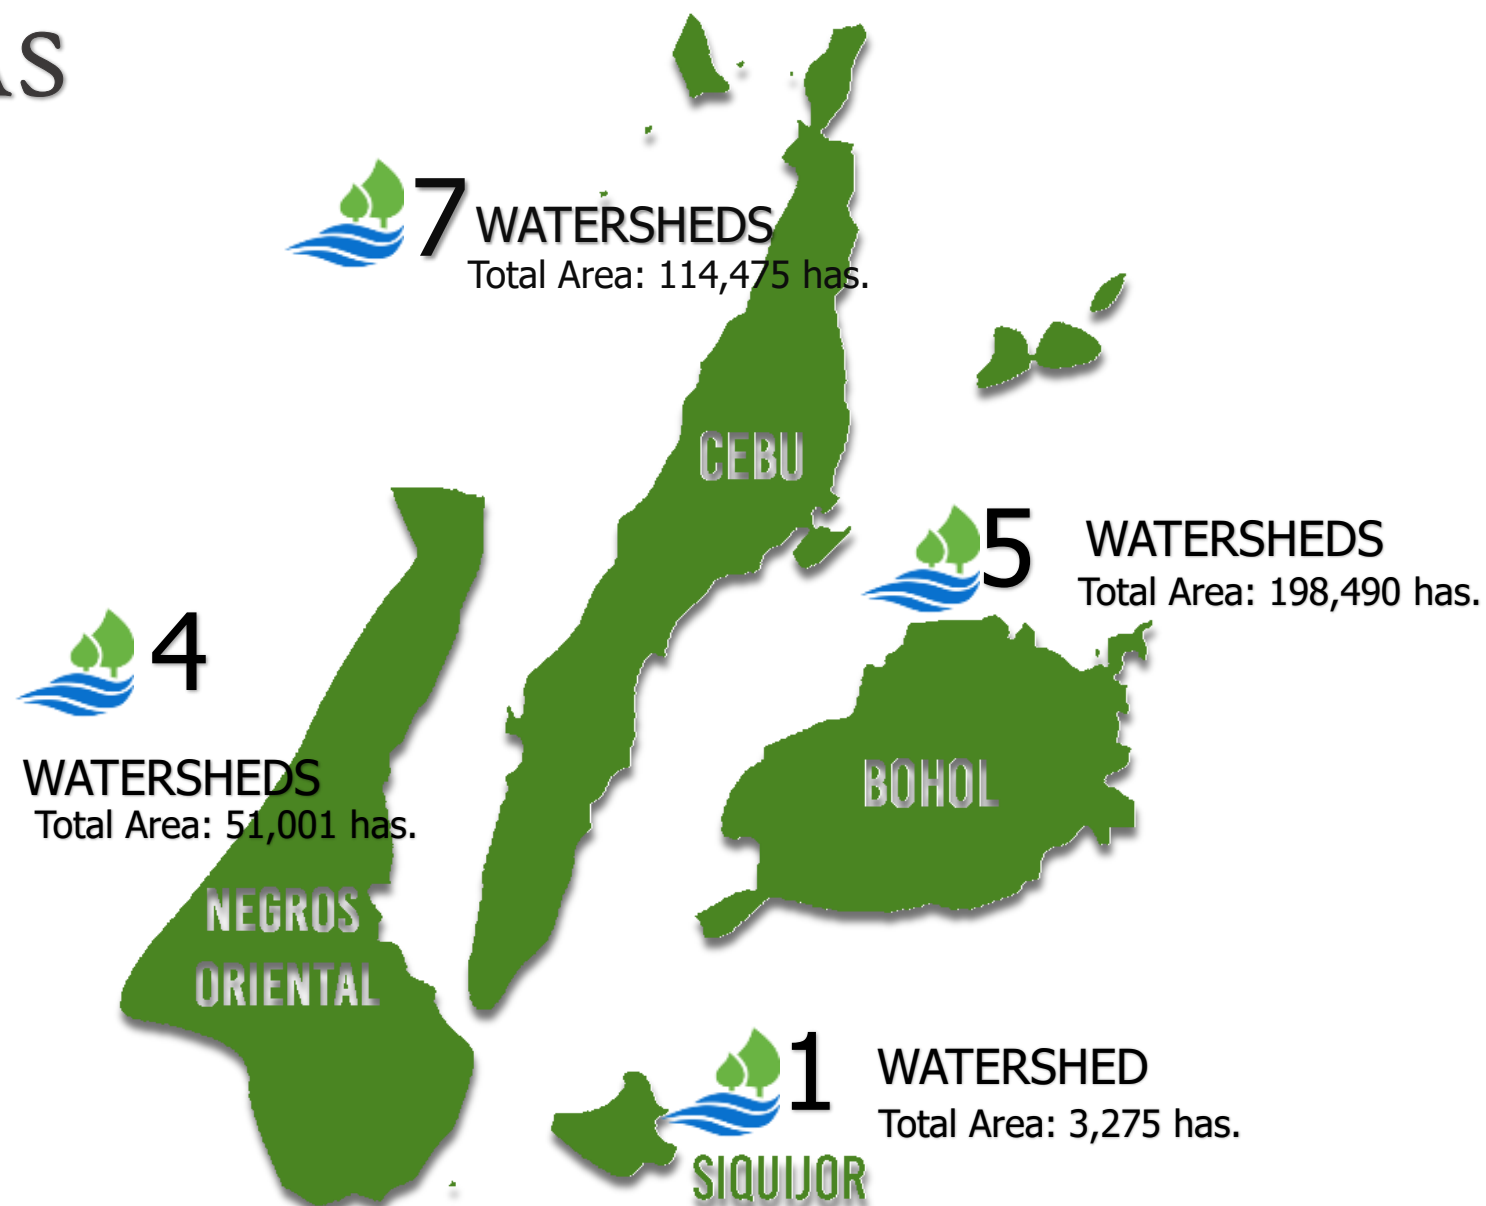 AS
7 WATERSHEDS
Total Area: 114,475 has.
CEBU
5 WATERSHEDS
Total Area: 198,490 has.
4
WATERSHEDS
Total Area: 51,001 has.
BOHOL
NEGROS
ORIENTAL
1 WATERSHED
Total Area: 3,275 has.
SIQUIJOR